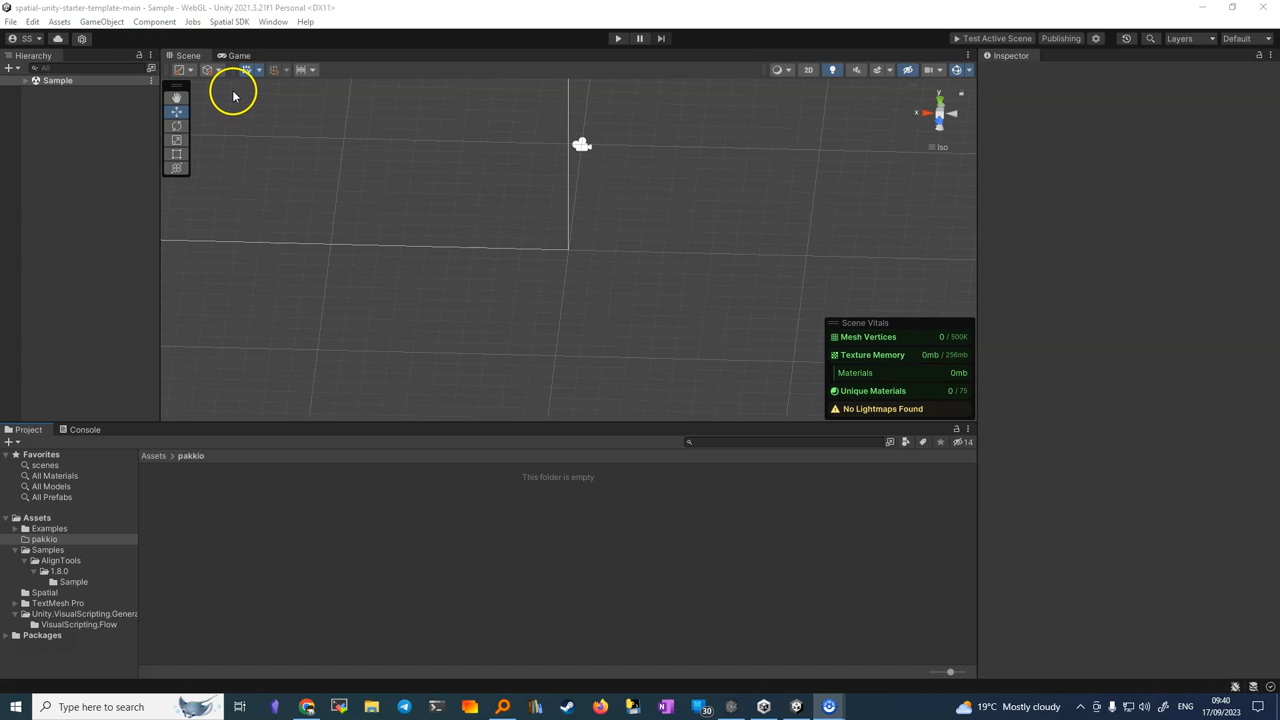 spatial-unity-starter-template-main - Sample - WebGL - Unity 2021.3.21f1 Personal <DX11>
File Edit Assets GameObject Component Jobs Spatial SDK Window Help
SS Test Active Scene Publishing Layers Default
Hierarchy Scene Game Inspector
All 2D
Sample
y
x
Iso
Scene Vitals
Mesh Vertices 0 / 500K
Texture Memory 0mb / 256mb
Materials 0mb
Unique Materials 0 / 75
No Lightmaps Found
Project Console
14
Favorites
scenes
All Materials
All Models
All Prefabs
Assets > pakkio
This folder is empty
Assets
Examples
pakkio
Samples
AlignTools
1.8.0
Sample
Spatial
TextMesh Pro
Unity.VisualScripting.Genera
VisualScripting.Flow
Packages
Type here to search
30
19°C Mostly cloudy
09:40
17/09/2023